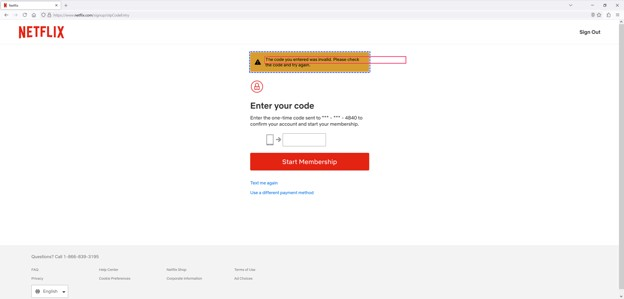 Netflix
https://www.netflix.com
NETFLIX
Sign Out
The code you entered was invalid. Please check
the code and try again.
Enter your code
Enter the one-time code sent to *** - *** - 4840 to
confirm your account and start your membership.
Start Membership
Text me again
Use a different payment method
Questions? Call 1-866-639-3195
FAQ
Help Center
Netflix Shop
Terms of Use
Privacy
Cookie Preferences
Corporate Information
Ad Choices
English